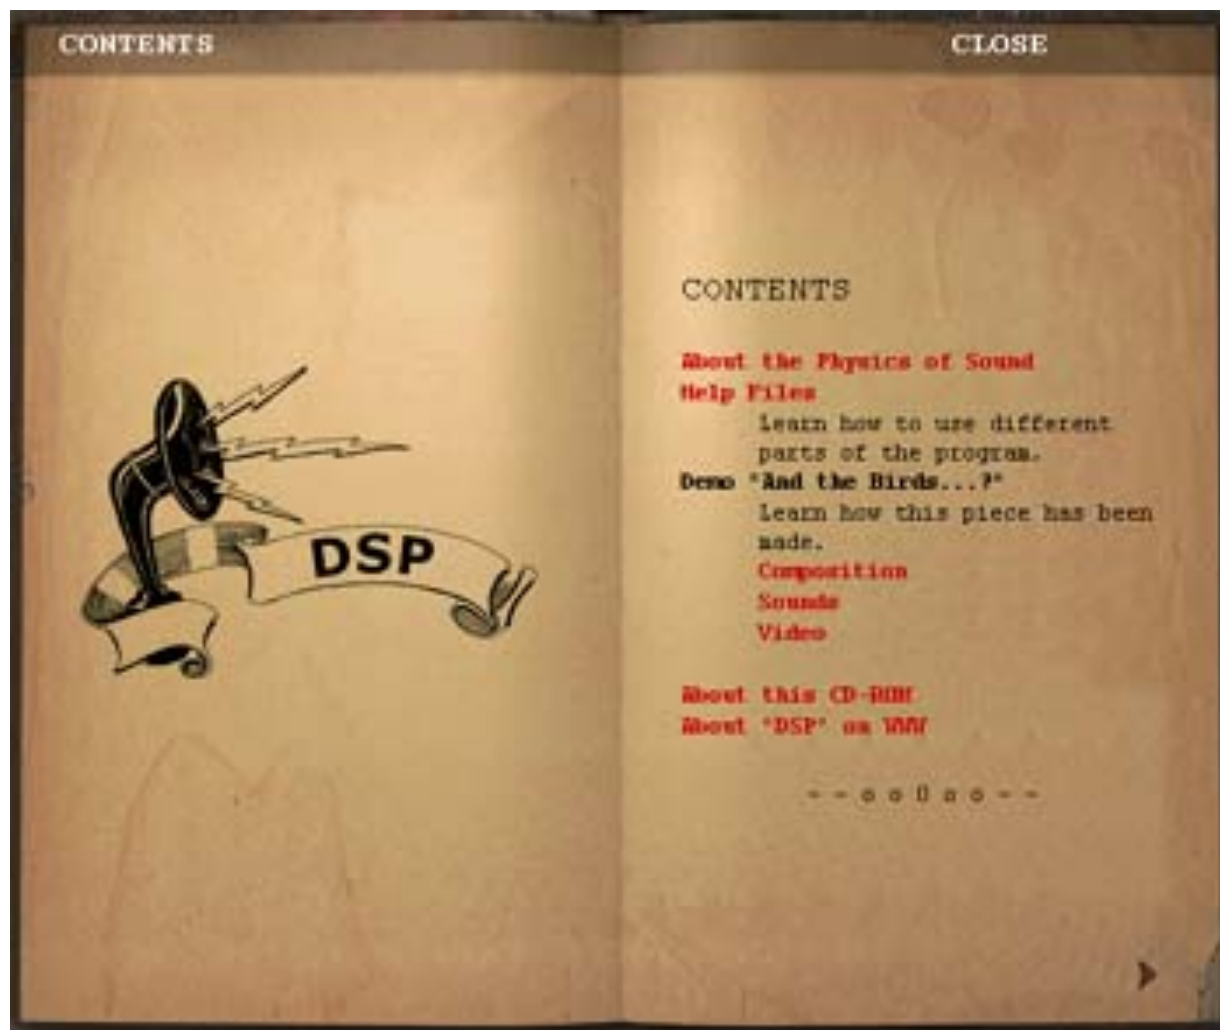 CONTENTS
CLOSE
DSP
CONTENTS
About the Physics of Sound
Help Files
Learn how to use different
parts of the program.
Demo "And the Birds...?"
Learn how this piece has been
made.
Composition
Sounds
Video
About this CD-ROM
About "DSP" on WWW
--ooOoo--